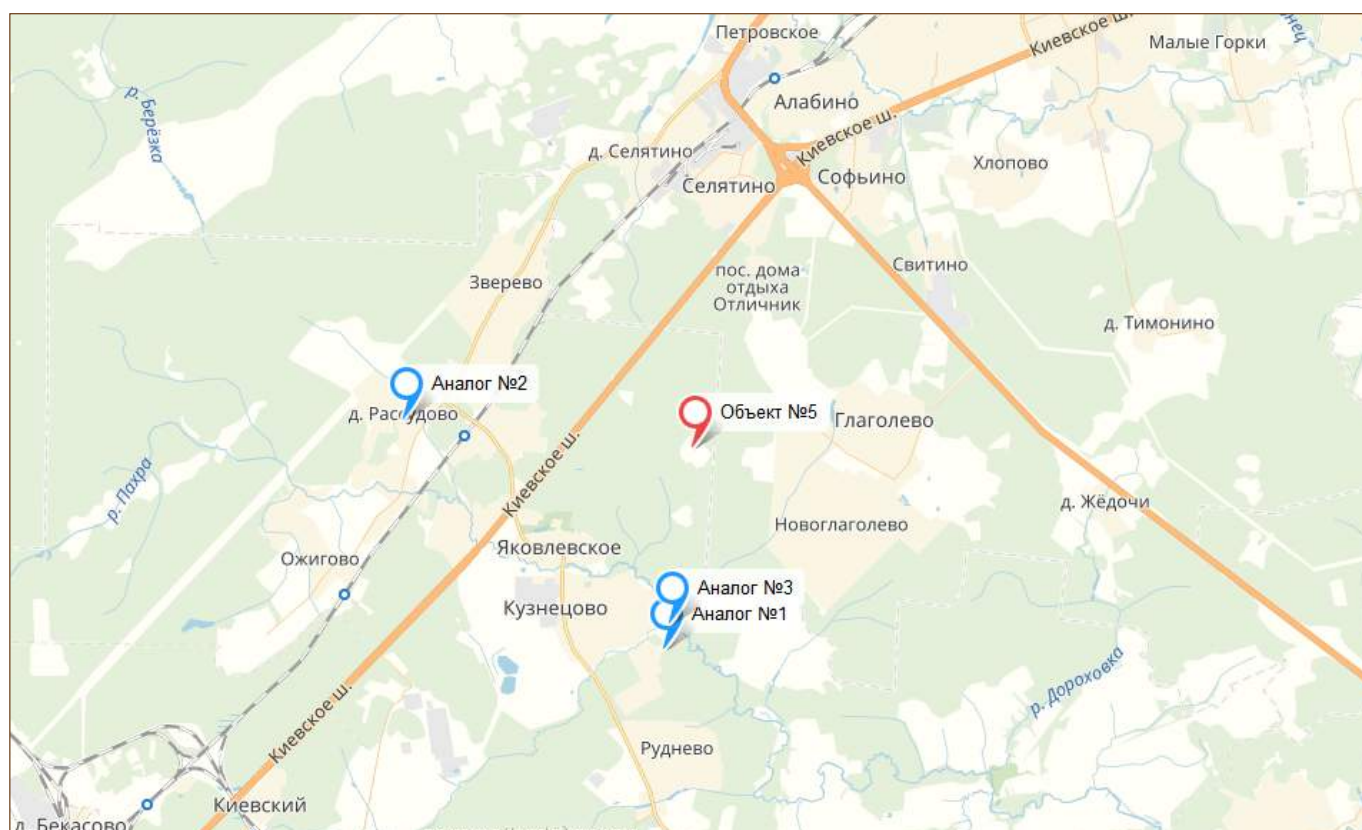 Петровское
Киевское ш.
Малые Горки
р. Берёзка
Алабино
Киевское ш.
д. Селятино
Хлопово
Селятино
Софьино
Свитино
пос. дома
отдыха
Отличник
Зверево
д. Тимонино
Аналог №2
д. Рассудово
Объект №5
Глаголево
Киевское ш.
р. Пахра
д. Жёдочи
Новоглаголево
Яковлевское
Ожигово
Аналог №3
Кузнецово
Аналог №1
р. Дороховка
Киевское ш.
Руднево
Киевский
д. Бекасово